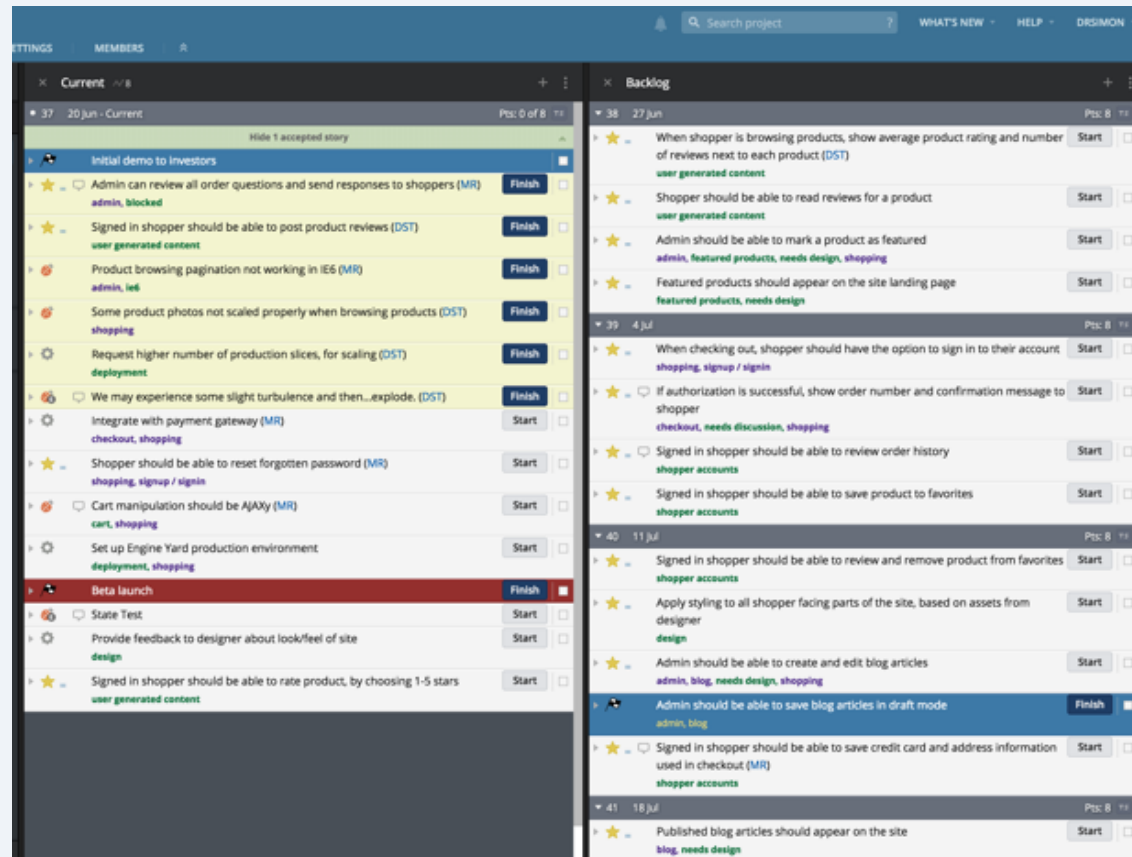 Search project ? WHAT'S NEW HELP DRSIMON
ETTINGS MEMBERS
Current 8
37 20 Jun - Current Pts: 0 of 8
Hide 1 accepted story
Initial demo to investors
Admin can review all order questions and send responses to shoppers (MR) Finish
admin, blocked
Signed in shopper should be able to post product reviews (DST) Finish
user generated content
Product browsing pagination not working in IE6 (MR) Finish
admin, ie6
Some product photos not scaled properly when browsing products (DST) Finish
shopping
Request higher number of production slices, for scaling (DST) Finish
deployment
We may experience some slight turbulence and then...explode. (DST) Finish
Integrate with payment gateway (MR) Start
checkout, shopping
Shopper should be able to reset forgotten password (MR) Start
shopping, signup / signin
Cart manipulation should be AJAXy (MR) Start
cart, shopping
Set up Engine Yard production environment Start
deployment, shopping
Beta launch Finish
State Test Start
Provide feedback to designer about look/feel of site Start
design
Signed in shopper should be able to rate product, by choosing 1-5 stars Start
user generated content
Backlog
38 27 Jun Pts: 8
When shopper is browsing products, show average product rating and number Start
of reviews next to each product (DST)
user generated content
Shopper should be able to read reviews for a product Start
user generated content
Admin should be able to mark a product as featured Start
admin, featured products, needs design, shopping
Featured products should appear on the site landing page Start
featured products, needs design
39 4 Jul Pts: 8
When checking out, shopper should have the option to sign in to their account Start
shopping, signup / signin
If authorization is successful, show order number and confirmation message to Start
shopper
checkout, needs discussion, shopping
Signed in shopper should be able to review order history Start
shopper accounts
Signed in shopper should be able to save product to favorites Start
shopper accounts
40 11 Jul Pts: 8
Signed in shopper should be able to review and remove product from favorites Start
shopper accounts
Apply styling to all shopper facing parts of the site, based on assets from Start
designer
design
Admin should be able to create and edit blog articles Start
admin, blog, needs design, shopping
Admin should be able to save blog articles in draft mode Finish
admin, blog
Signed in shopper should be able to save credit card and address information Start
used in checkout (MR)
shopper accounts
41 18 Jul Pts: 8
Published blog articles should appear on the site Start
blog, needs design